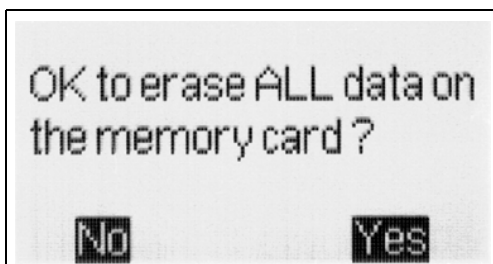 OK to erase ALL data on
the memory card ?
No Yes